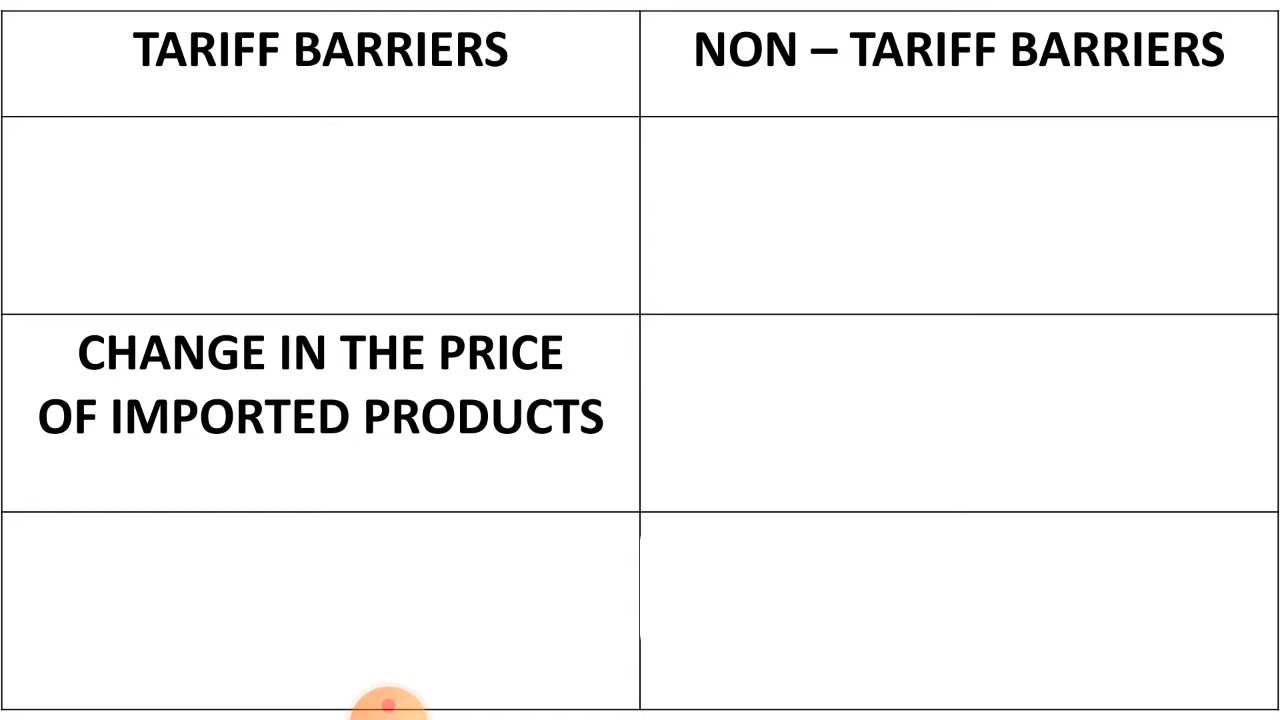 TARIFF BARRIERS
NON – TARIFF BARRIERS
CHANGE IN THE PRICE
OF IMPORTED PRODUCTS